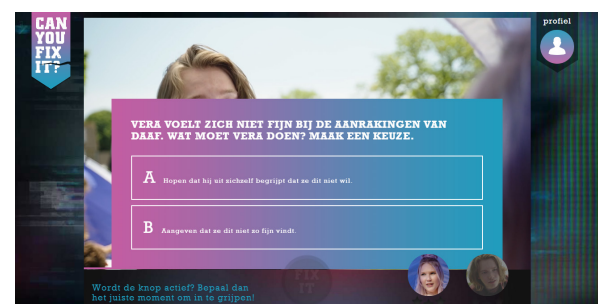 CAN
YOU
FIX
IT?
profiel
VERA VOELT ZICH NIET FIJN BIJ DE AANRAKINGEN VAN
DAAF. WAT MOET VERA DOEN? MAAK EEN KEUZE.
A Hopen dat hij uit zichzelf begrijpt dat ze dit niet wil.
B Aangeven dat ze dit niet zo fijn vindt.
FIX
IT
Wordt de knop actief? Bepaal dan
het juiste moment om in te grijpen!